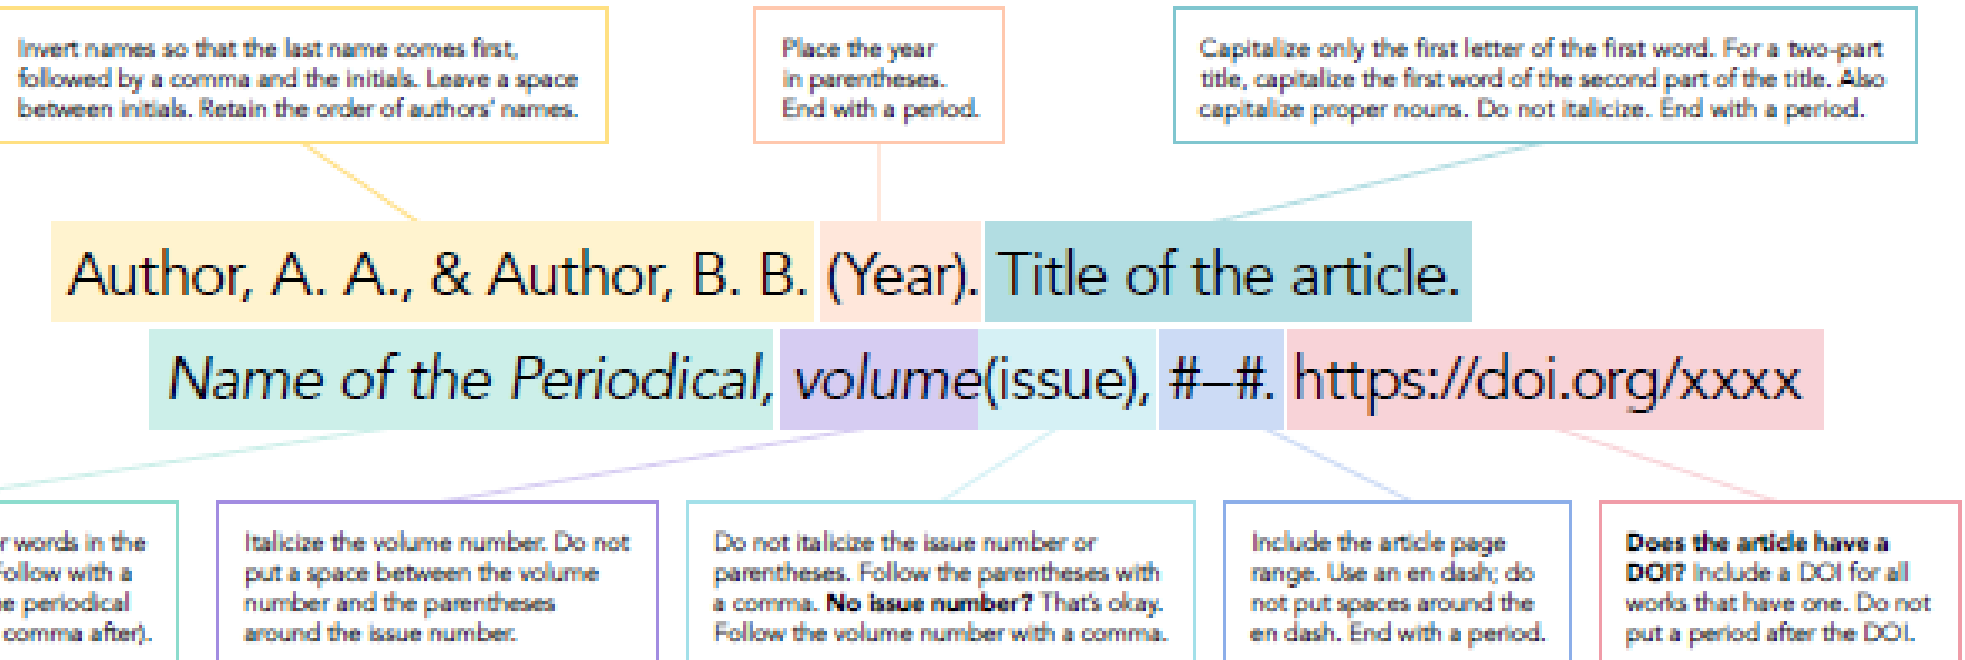 Invert names so that the last name comes first,
followed by a comma and the initials. Leave a space
between initials. Retain the order of authors' names.
Place the year
in parentheses.
End with a period.
Capitalize only the first letter of the first word. For a two-part
title, capitalize the first word of the second part of the title. Also
capitalize proper nouns. Do not italicize. End with a period.
Author, A. A., & Author, B. B. (Year). Title of the article.
Name of the Periodical, volume(issue), #–#. https://doi.org/xxxx
words in the
Follow with a
periodical
comma after).
Italicize the volume number. Do not
put a space between the volume
number and the parentheses
around the issue number.
Do not italicize the issue number or
parentheses. Follow the parentheses with
a comma. No issue number? That's okay.
Follow the volume number with a comma.
Include the article page
range. Use an en dash; do
not put spaces around the
en dash. End with a period.
Does the article have a
DOI? Include a DOI for all
works that have one. Do not
put a period after the DOI.